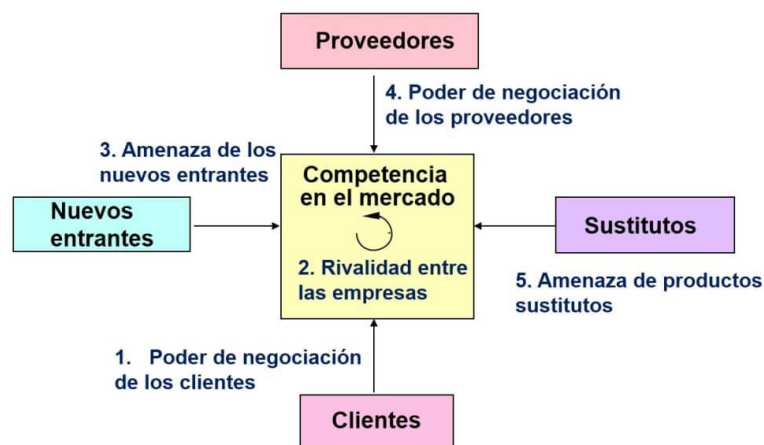 Proveedores
4. Poder de negociación
de los proveedores
3. Amenaza de los
nuevos entrantes
Competencia
en el mercado
Nuevos
entrantes
2. Rivalidad entre
las empresas
Sustitutos
5. Amenaza de productos
sustitutos
1. Poder de negociación
de los clientes
Clientes